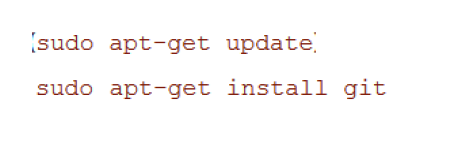 sudo apt-get update
sudo apt-get install git